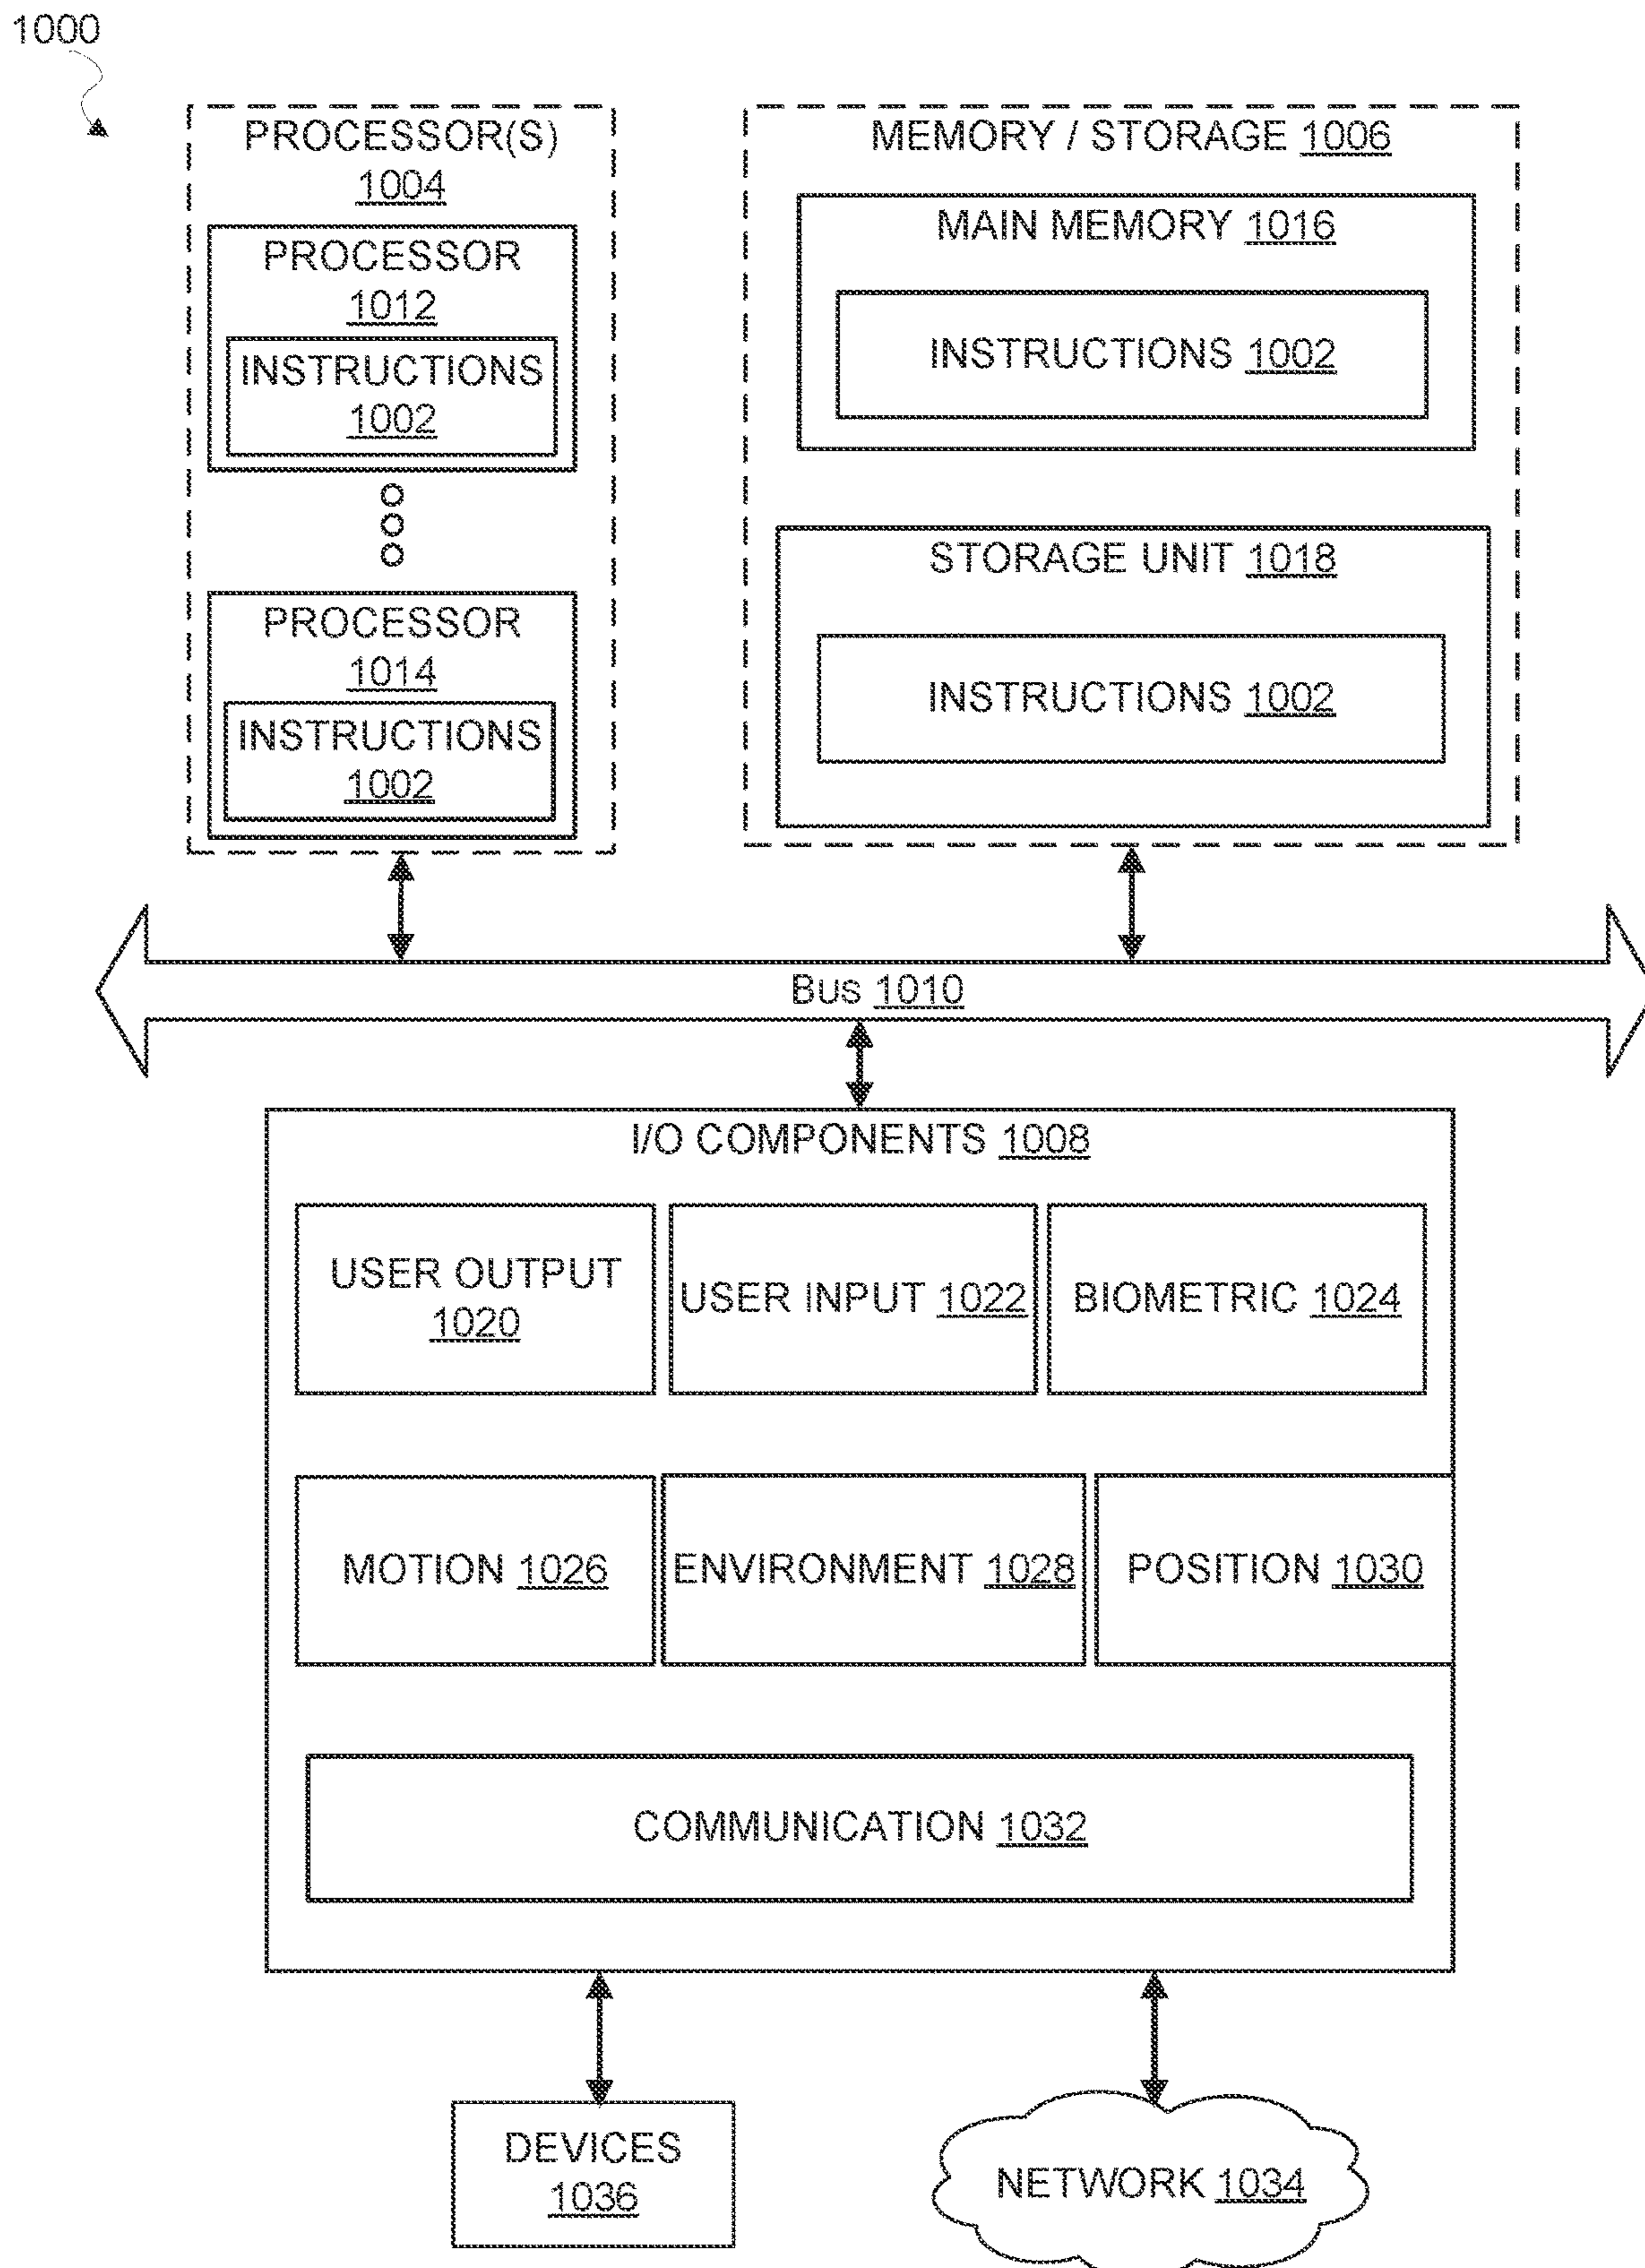 1000
PROCESSOR(S)
1004
PROCESSOR
1012
INSTRUCTIONS
1002
PROCESSOR
1014
INSTRUCTIONS
1002
MEMORY / STORAGE 1006
MAIN MEMORY 1016
INSTRUCTIONS 1002
STORAGE UNIT 1018
INSTRUCTIONS 1002
Bus 1010
I/O COMPONENTS 1008
USER OUTPUT
1020
USER INPUT 1022
BIOMETRIC 1024
MOTION 1026
ENVIRONMENT 1028
POSITION 1030
COMMUNICATION 1032
DEVICES
1036
NETWORK 1034